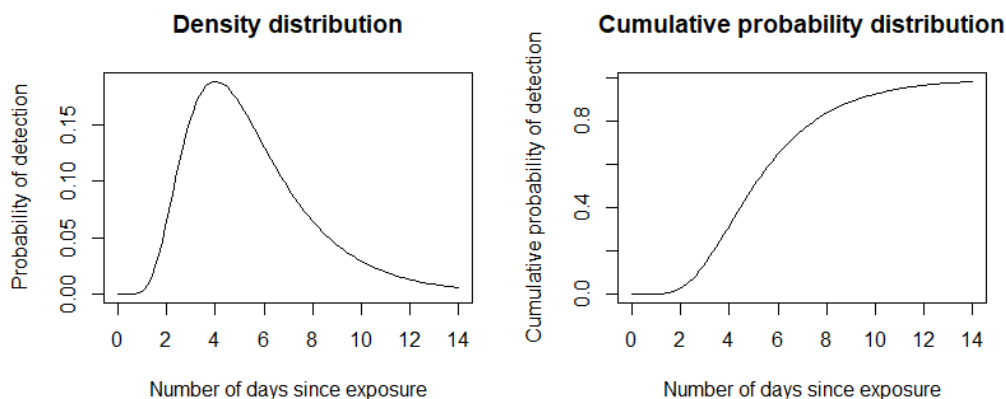 Density distribution
Probability of detection
0.00 0.05 0.10 0.15
0 2 4 6 8 10 12 14
Number of days since exposure
Cumulative probability distribution
Cumulative probability of detection
0.0 0.4 0.8
0 2 4 6 8 10 12 14
Number of days since exposure